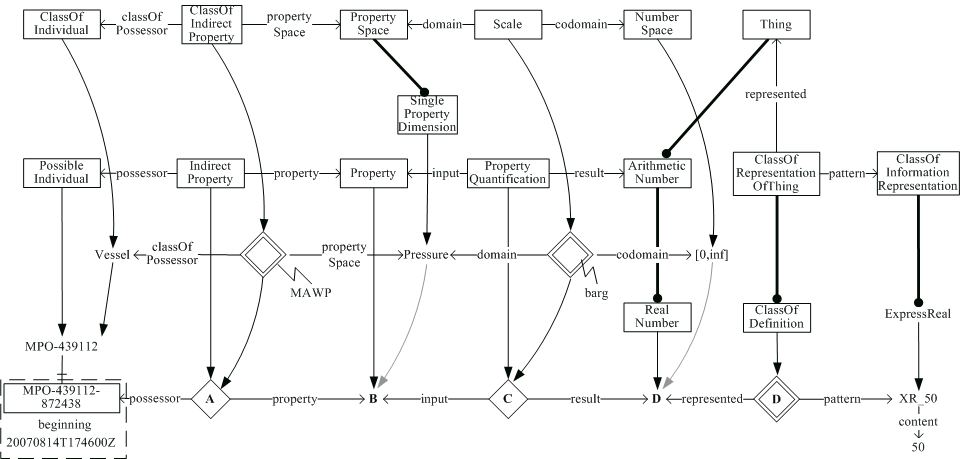 ClassOf
Individual
classOf
Possessor
ClassOf
Indirect
Property
property
Space
Property
Space
domain
Scale
codomain
Number
Space
Thing
Single
Property
Dimension
represented
Possible
Individual
possessor
Indirect
Property
property
Property
input
Property
Quantification
result
Arithmetic
Number
ClassOf
Representation
OfThing
pattern
ClassOf
Information
Representation
Vessel
classOf
Possessor
MAWP
property
Space
Pressure
domain
barg
codomain
[0,inf]
Real
Number
ClassOf
Definition
ExpressReal
MPO-439112
MPO-439112-
872438
beginning
20070814T174600Z
possessor
A
property
B
input
C
result
D
represented
D
pattern
XR_50
content
50